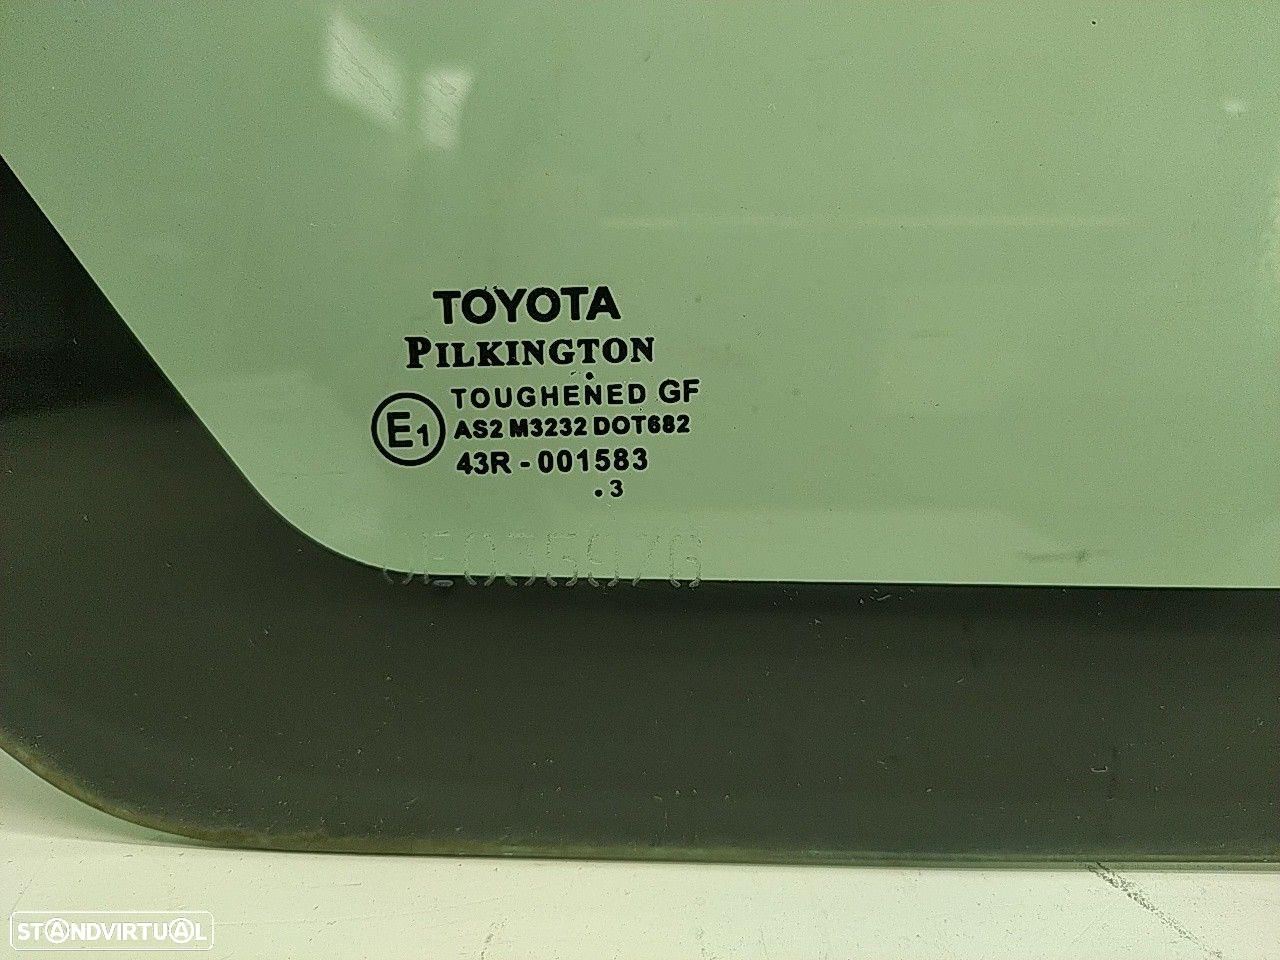 TOYOTA
PILKINGTON
TOUGHENED GF
E1 AS2 M3232 DOT682
43R - 001583
. 3
STANDVIRTUAL